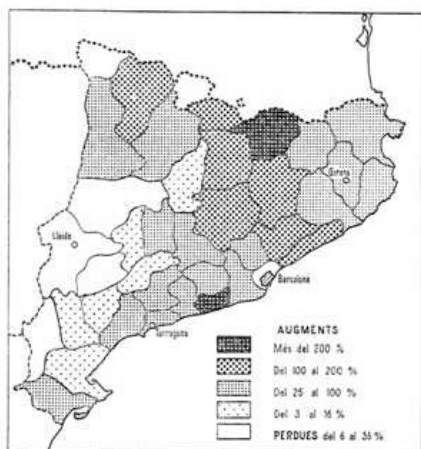 Girona
Lleida
Barcelona
Tarragona
AUGMENTS
Més del 200 %
Del 100 al 200 %
Del 25 al 100 %
Del 3 al 16 %
PERDUES del 6 al 36 %